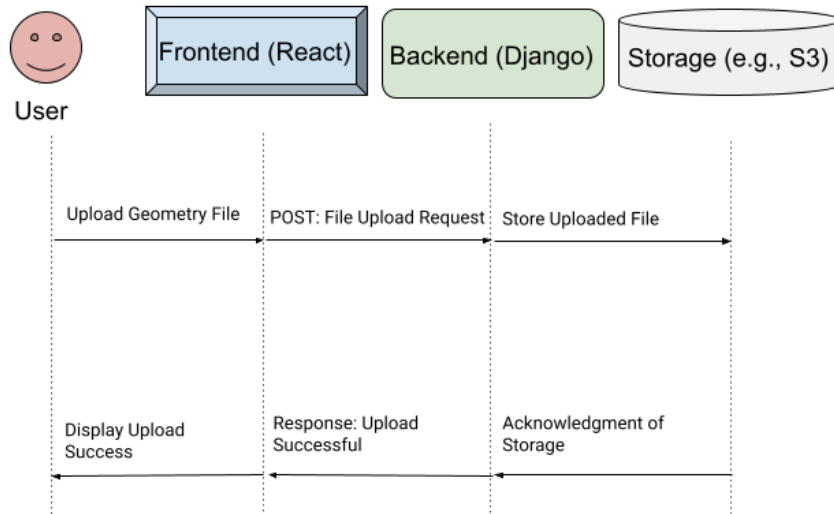 Frontend (React)
Backend (Django)
Storage (e.g., S3)
User
Upload Geometry File
POST: File Upload Request
Store Uploaded File
Display Upload
Success
Response: Upload
Successful
Acknowledgment of
Storage